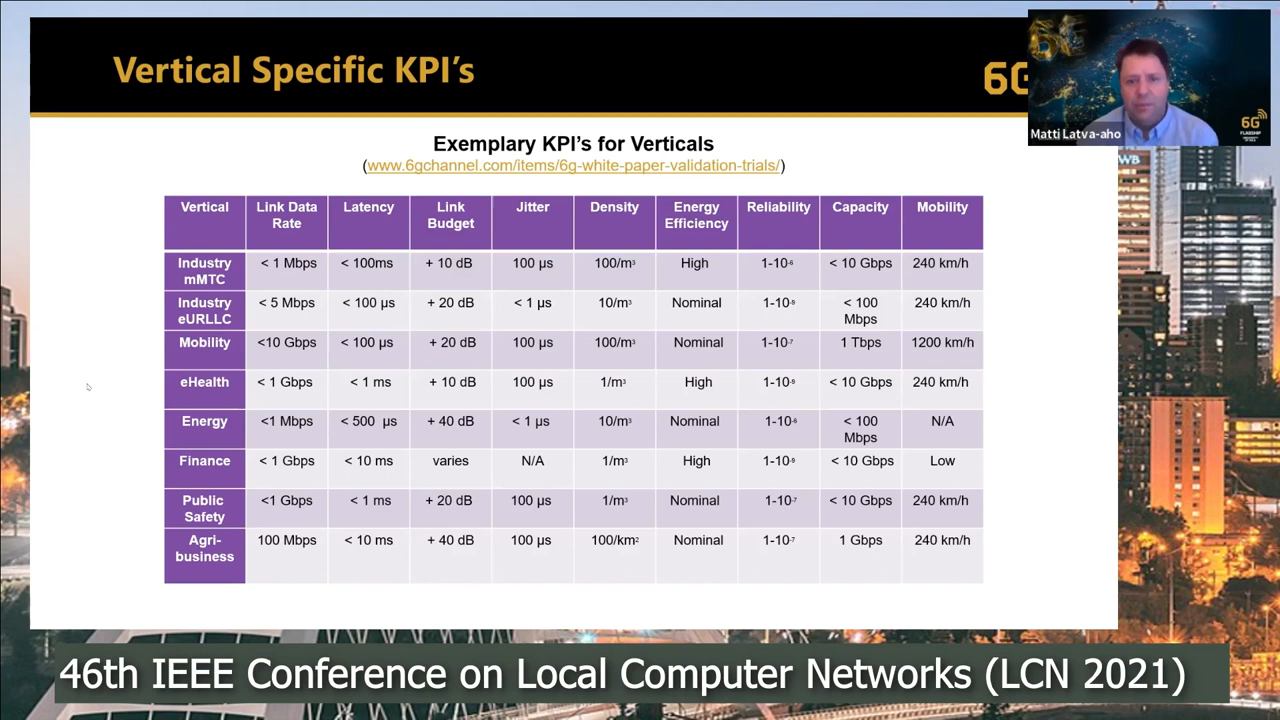 Vertical Specific KPI's
6G
Matti Latva-aho
6G
FLAGSHIP
Exemplary KPI's for Verticals
(www.6gchannel.com/items/6g-white-paper-validation-trials/)
Vertical Link Data Rate Latency Link Budget Jitter Density Energy Efficiency Reliability Capacity Mobility
Industry mMTC < 1 Mbps < 100ms + 10 dB 100 µs 100/m³ High 1-10⁻⁶ < 10 Gbps 240 km/h
Industry eURLLC < 5 Mbps < 100 µs + 20 dB < 1 µs 10/m³ Nominal 1-10⁻⁹ < 100 Mbps 240 km/h
Mobility <10 Gbps < 100 µs + 20 dB 100 µs 100/m³ Nominal 1-10⁻⁷ 1 Tbps 1200 km/h
eHealth < 1 Gbps < 1 ms + 10 dB 100 µs 1/m³ High 1-10⁻⁹ < 10 Gbps 240 km/h
Energy <1 Mbps < 500 µs + 40 dB < 1 µs 10/m³ Nominal 1-10⁻⁶ < 100 Mbps N/A
Finance < 1 Gbps < 10 ms varies N/A 1/m³ High 1-10⁻⁹ < 10 Gbps Low
Public Safety <1 Gbps < 1 ms + 20 dB 100 µs 1/m³ Nominal 1-10⁻⁷ < 10 Gbps 240 km/h
Agri-business 100 Mbps < 10 ms + 40 dB 100 µs 100/km² Nominal 1-10⁻⁷ 1 Gbps 240 km/h
WB
46th IEEE Conference on Local Computer Networks (LCN 2021)